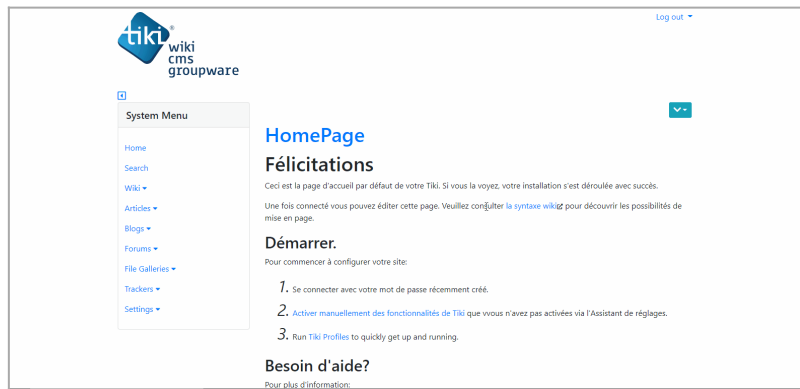 Log out
tiki®
wiki
cms
groupware
System Menu
Home
Search
Wiki
Articles
Blogs
Forums
File Galleries
Trackers
Settings
HomePage
Félicitations
Ceci est la page d'accueil par défaut de votre Tiki. Si vous la voyez, votre installation s'est déroulée avec succès.
Une fois connecté vous pouvez éditer cette page. Veuillez consulter la syntaxe wiki pour découvrir les possibilités de
mise en page.
Démarrer.
Pour commencer à configurer votre site:
1. Se connecter avec votre mot de passe récemment créé.
2. Activer manuellement des fonctionnalités de Tiki que vvous n'avez pas activées via l'Assistant de réglages.
3. Run Tiki Profiles to quickly get up and running.
Besoin d'aide?
Pour plus d'information: